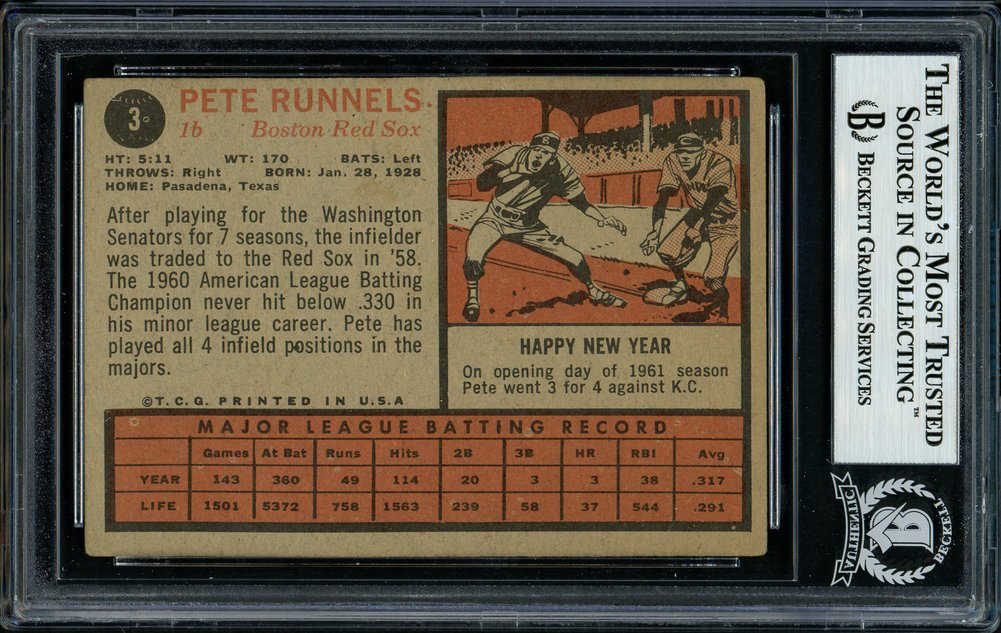 3
PETE RUNNELS
1b Boston Red Sox
HT: 5:11 WT: 170 BATS: Left
THROWS: Right BORN: Jan. 28, 1928
HOME: Pasadena, Texas
After playing for the Washington
Senators for 7 seasons, the infielder
was traded to the Red Sox in '58.
The 1960 American League Batting
Champion never hit below .330 in
his minor league career. Pete has
played all 4 infield positions in the
majors.
©T.C.G. PRINTED IN U.S.A
HAPPY NEW YEAR
On opening day of 1961 season
Pete went 3 for 4 against K.C.
MAJOR LEAGUE BATTING RECORD
Games At Bat Runs Hits 2B 3B HR RBI Avg
YEAR 143 360 49 114 20 3 3 38 .317
LIFE 1501 5372 758 1563 239 58 37 544 .291
THE WORLD'S MOST TRUSTED
SOURCE IN COLLECTING™
B BECKETT GRADING SERVICES
AUTHENTIC
B
BECKETT